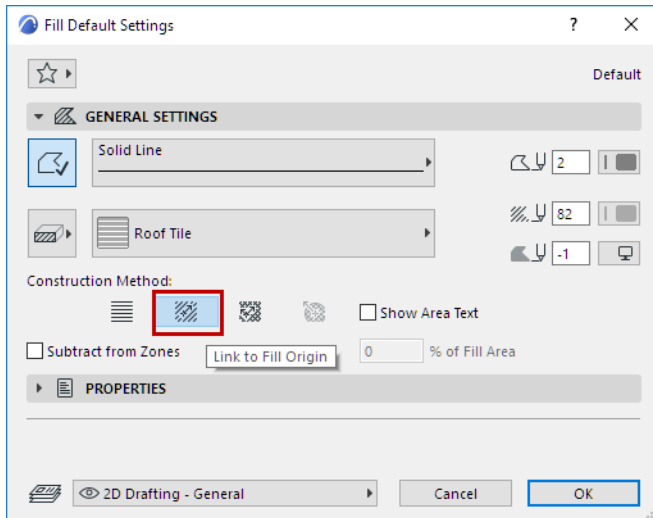 Fill Default Settings
Default
GENERAL SETTINGS
Solid Line
2
Roof Tile
82
-1
Construction Method:
Show Area Text
Subtract from Zones
Link to Fill Origin
0 % of Fill Area
PROPERTIES
2D Drafting - General
Cancel
OK